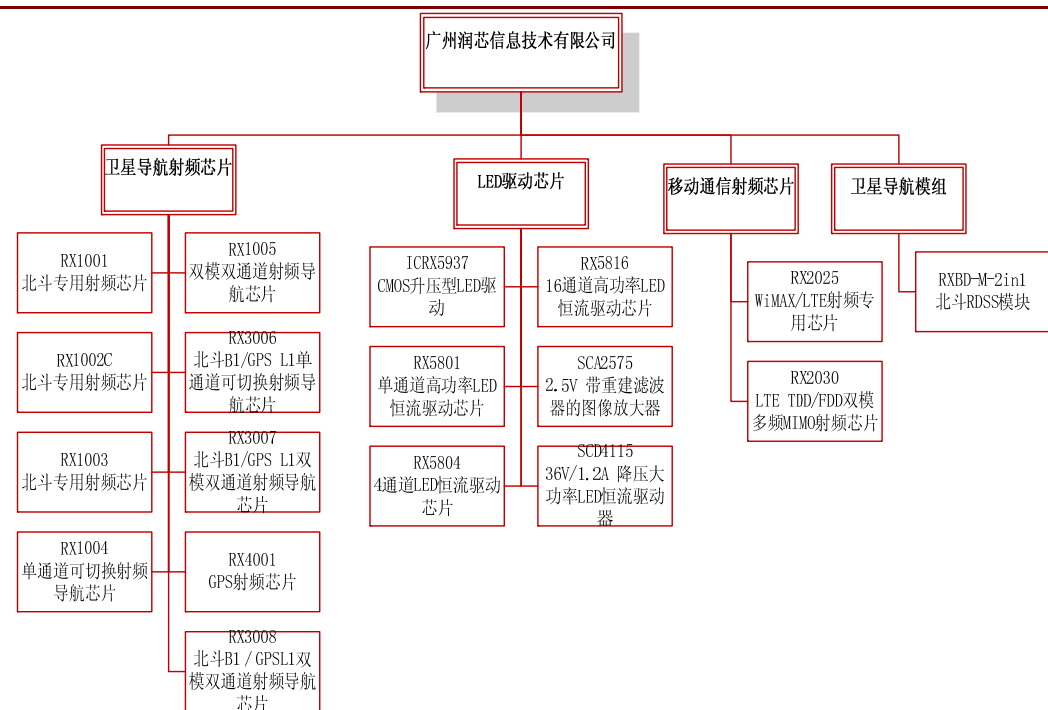 广州润芯信息技术有限公司
卫星导航射频芯片
RX1001
北斗专用射频芯片
RX1005
双模双通道射频导
航芯片
RX1002C
北斗专用射频芯片
RX3006
北斗B1/GPS L1单
通道可切换射频导
航芯片
RX1003
北斗专用射频芯片
RX3007
北斗B1/GPS L1双
模双通道射频导航
芯片
RX1004
单通道可切换射频
导航芯片
RX4001
GPS射频芯片
RX3008
北斗B1／GPSL1双
模双通道射频导航
芯片
LED驱动芯片
ICRX5937
CMOS升压型LED驱
动
RX5816
16通道高功率LED
恒流驱动芯片
RX5801
单通道高功率LED
恒流驱动芯片
SCA2575
2.5V 带重建滤波
器的图像放大器
RX5804
4通道LED恒流驱动
芯片
SCD4115
36V/1.2A 降压大
功率LED恒流驱动
器
移动通信射频芯片
RX2025
WiMAX/LTE射频专
用芯片
RX2030
LTE TDD/FDD双模
多频MIMO射频芯片
卫星导航模组
RXBD-M-2in1
北斗RDSS模块